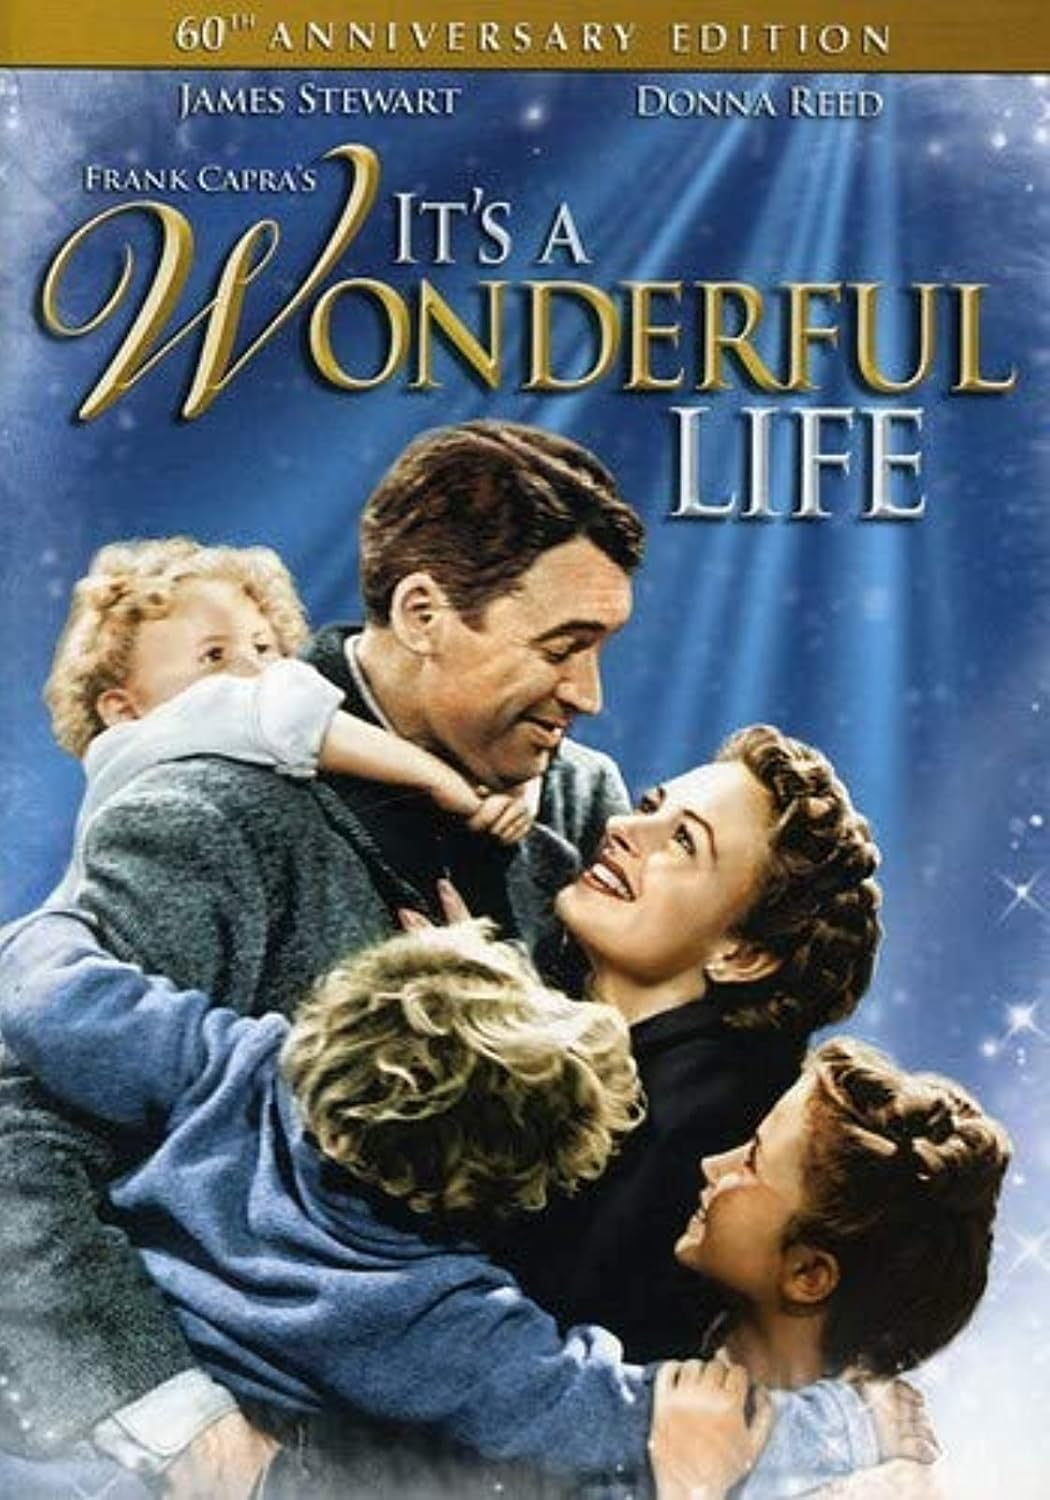 60TH ANNIVERSARY EDITION
JAMES STEWART DONNA REED
FRANK CAPRA'S
IT'S A
WONDERFUL
LIFE